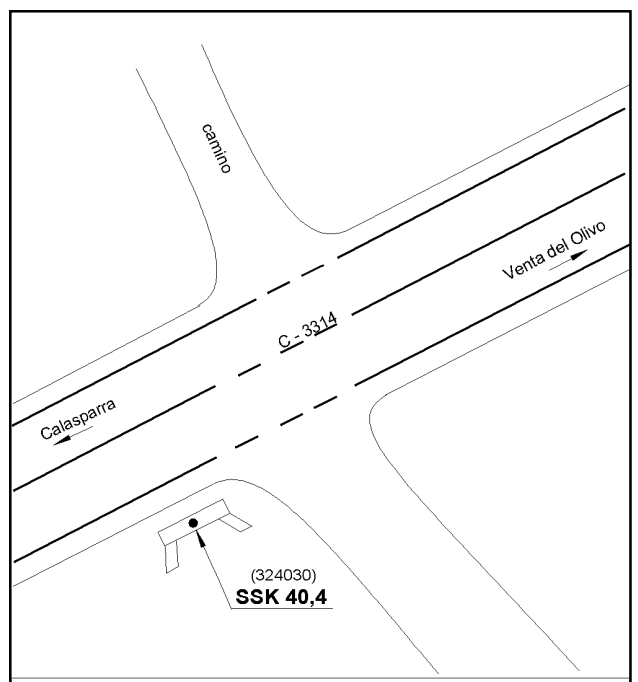 camino
Venta del Olivo
C - 3314
Calasparra
(324030)
SSK 40,4